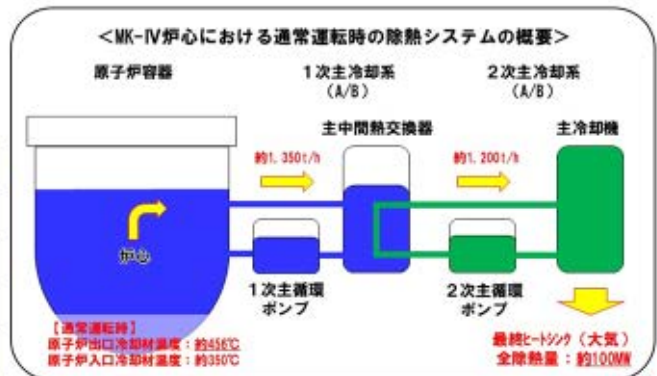 <MK-Ⅳ炉心における通常運転時の除熱システムの概要>
原子炉容器
1次主冷却系
(A/B)
2次主冷却系
(A/B)
主中間熱交換器
主冷却機
約1,350t/h
約1,200t/h
炉心
1次主循環
ポンプ
2次主循環
ポンプ
【通常運転時】
原子炉出口冷却材温度:約456℃
原子炉入口冷却材温度:約350℃
最終ヒートシンク(大気)
全除熱量:約100MW